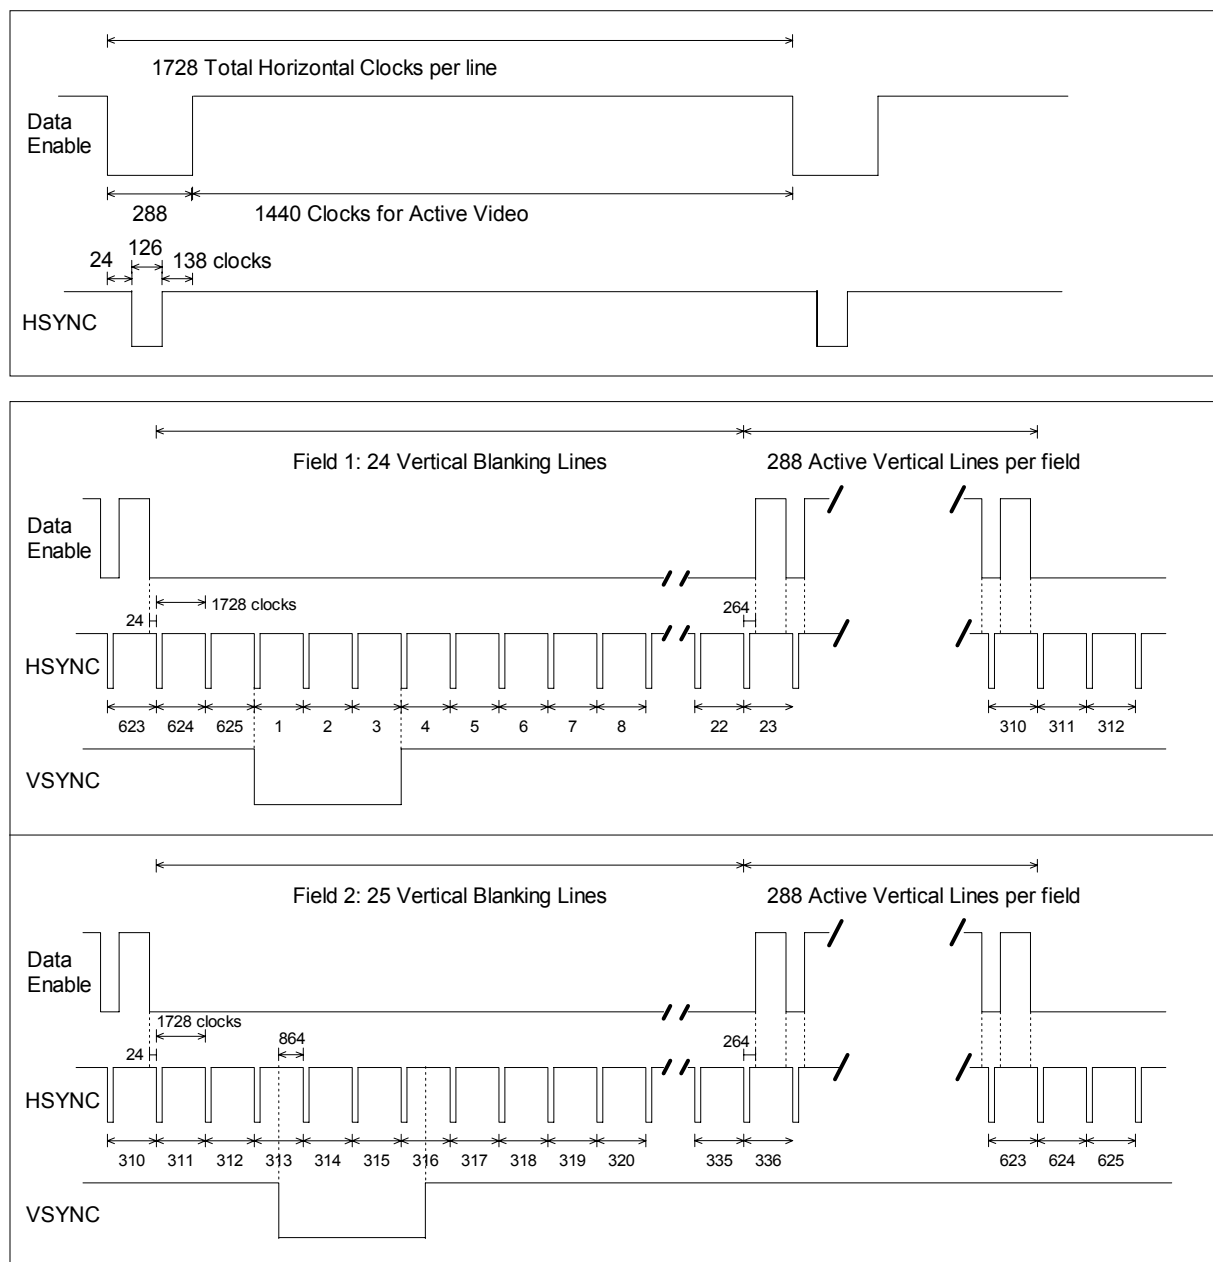 1728 Total Horizontal Clocks per line
Data
Enable
288
1440 Clocks for Active Video
126
24
138 clocks
HSYNC
Field 1: 24 Vertical Blanking Lines
288 Active Vertical Lines per field
Data
Enable
1728 clocks
24
264
HSYNC
623 624 625 1 2 3 4 5 6 7 8 22 23 310 311 312
VSYNC
Field 2: 25 Vertical Blanking Lines
288 Active Vertical Lines per field
Data
Enable
1728 clocks
24
864
264
HSYNC
310 311 312 313 314 315 316 317 318 319 320 335 336 623 624 625
VSYNC